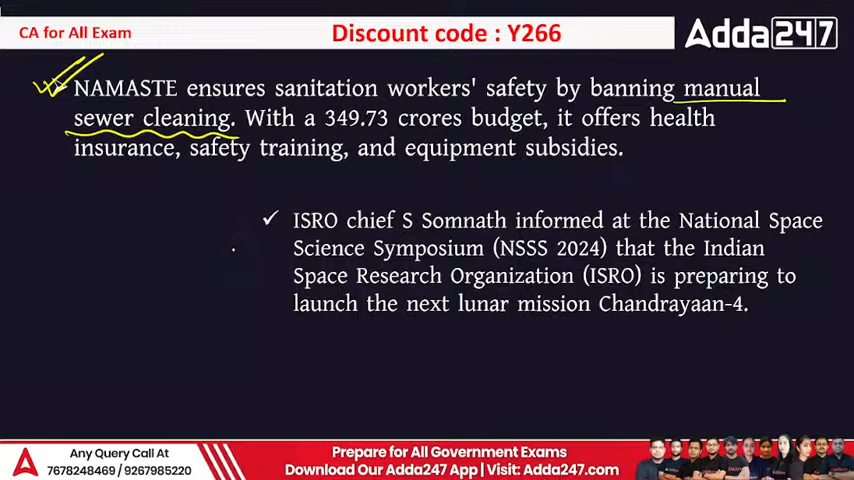 CA for All Exam
Discount code : Y266
Adda247
NAMASTE ensures sanitation workers' safety by banning manual
sewer cleaning. With a 349.73 crores budget, it offers health
insurance, safety training, and equipment subsidies.
ISRO chief S Somnath informed at the National Space
Science Symposium (NSSS 2024) that the Indian
Space Research Organization (ISRO) is preparing to
launch the next lunar mission Chandrayaan-4.
Any Query Call At
7678248469 / 9267985220
Prepare for All Government Exams
Download Our Adda247 App | Visit: Adda247.com